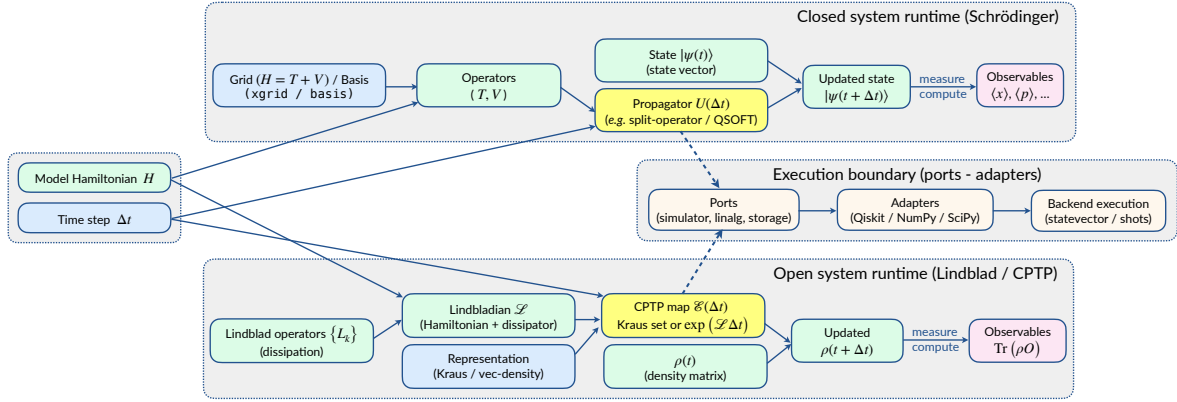 Closed system runtime (Schrödinger)
Grid (H = T + V) / Basis
(xgrid / basis)
Operators
{T, V}
State |ψ(t)⟩
(state vector)
Propagator U(Δt)
(e.g. split-operator / QSOFT)
Updated state
|ψ(t + Δt)⟩
measure
compute
Observables
⟨x⟩, ⟨p⟩, ...
Model Hamiltonian H
Time step Δt
Execution boundary (ports - adapters)
Ports
(simulator, linalg, storage)
Adapters
(Qiskit / NumPy / SciPy)
Backend execution
(statevector / shots)
Open system runtime (Lindblad / CPTP)
Lindblad operators {L_k}
(dissipation)
Lindbladian ℒ
(Hamiltonian + dissipator)
Representation
(Kraus / vec-density)
CPTP map ℰ(Δt)
Kraus set or exp (ℒΔt)
ρ(t)
(density matrix)
Updated
ρ(t + Δt)
measure
compute
Observables
Tr (ρO)